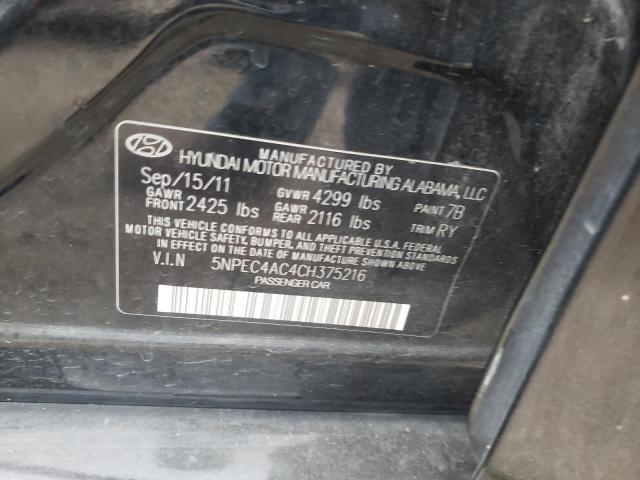 MANUFACTURED BY
HYUNDAI MOTOR MANUFACTURING ALABAMA, LLC
Sep/15/11 GVWR 4299 lbs PAINT 7B
GAWR FRONT 2425 lbs GAWR REAR 2116 lbs TRIM RY
THIS VEHICLE CONFORMS TO ALL APPLICABLE U.S.A. FEDERAL
MOTOR VEHICLE SAFETY, BUMPER, AND THEFT PREVENTION STANDARDS
IN EFFECT ON THE DATE OF MANUFACTURE SHOWN ABOVE.
V.I.N 5NPEC4AC4CH375216
PASSENGER CAR